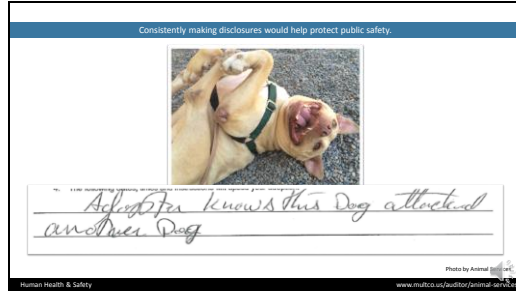 Consistently making disclosures would help protect public safety.
Adopter knows this Dog attacked
another Dog
Photo by Animal Services
Human Health & Safety
www.multco.us/auditor/animal-services